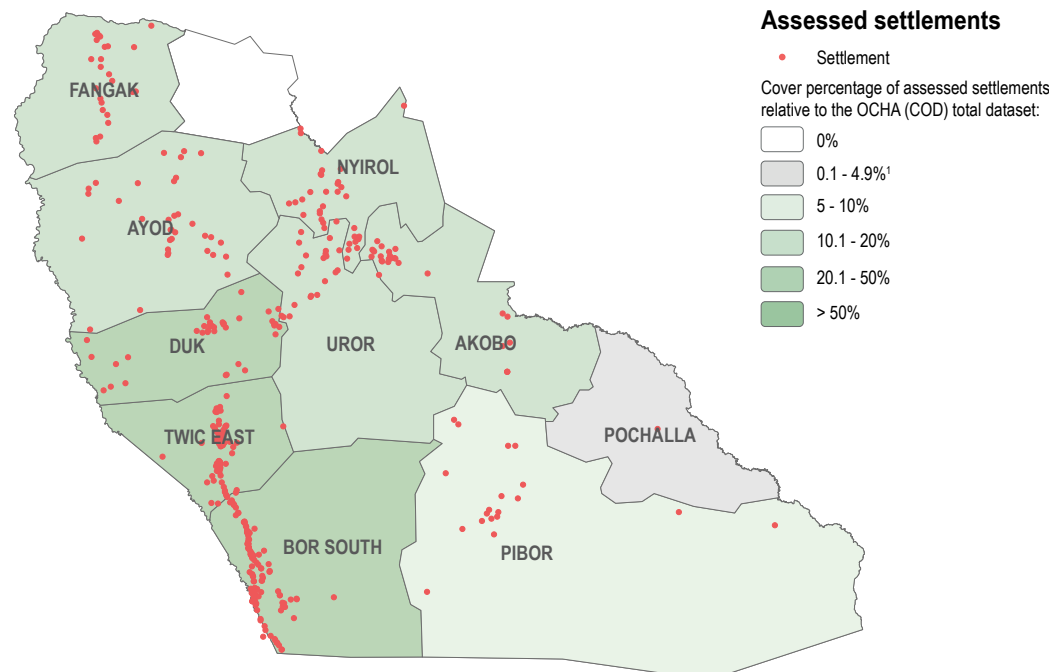 Assessed settlements
Settlement
Cover percentage of assessed settlements
relative to the OCHA (COD) total dataset:
0%
0.1 - 4.9%¹
5 - 10%
10.1 - 20%
20.1 - 50%
> 50%
FANGAK
NYIROL
AYOD
DUK
UROR
AKOBO
TWIC EAST
POCHALLA
BOR SOUTH
PIBOR